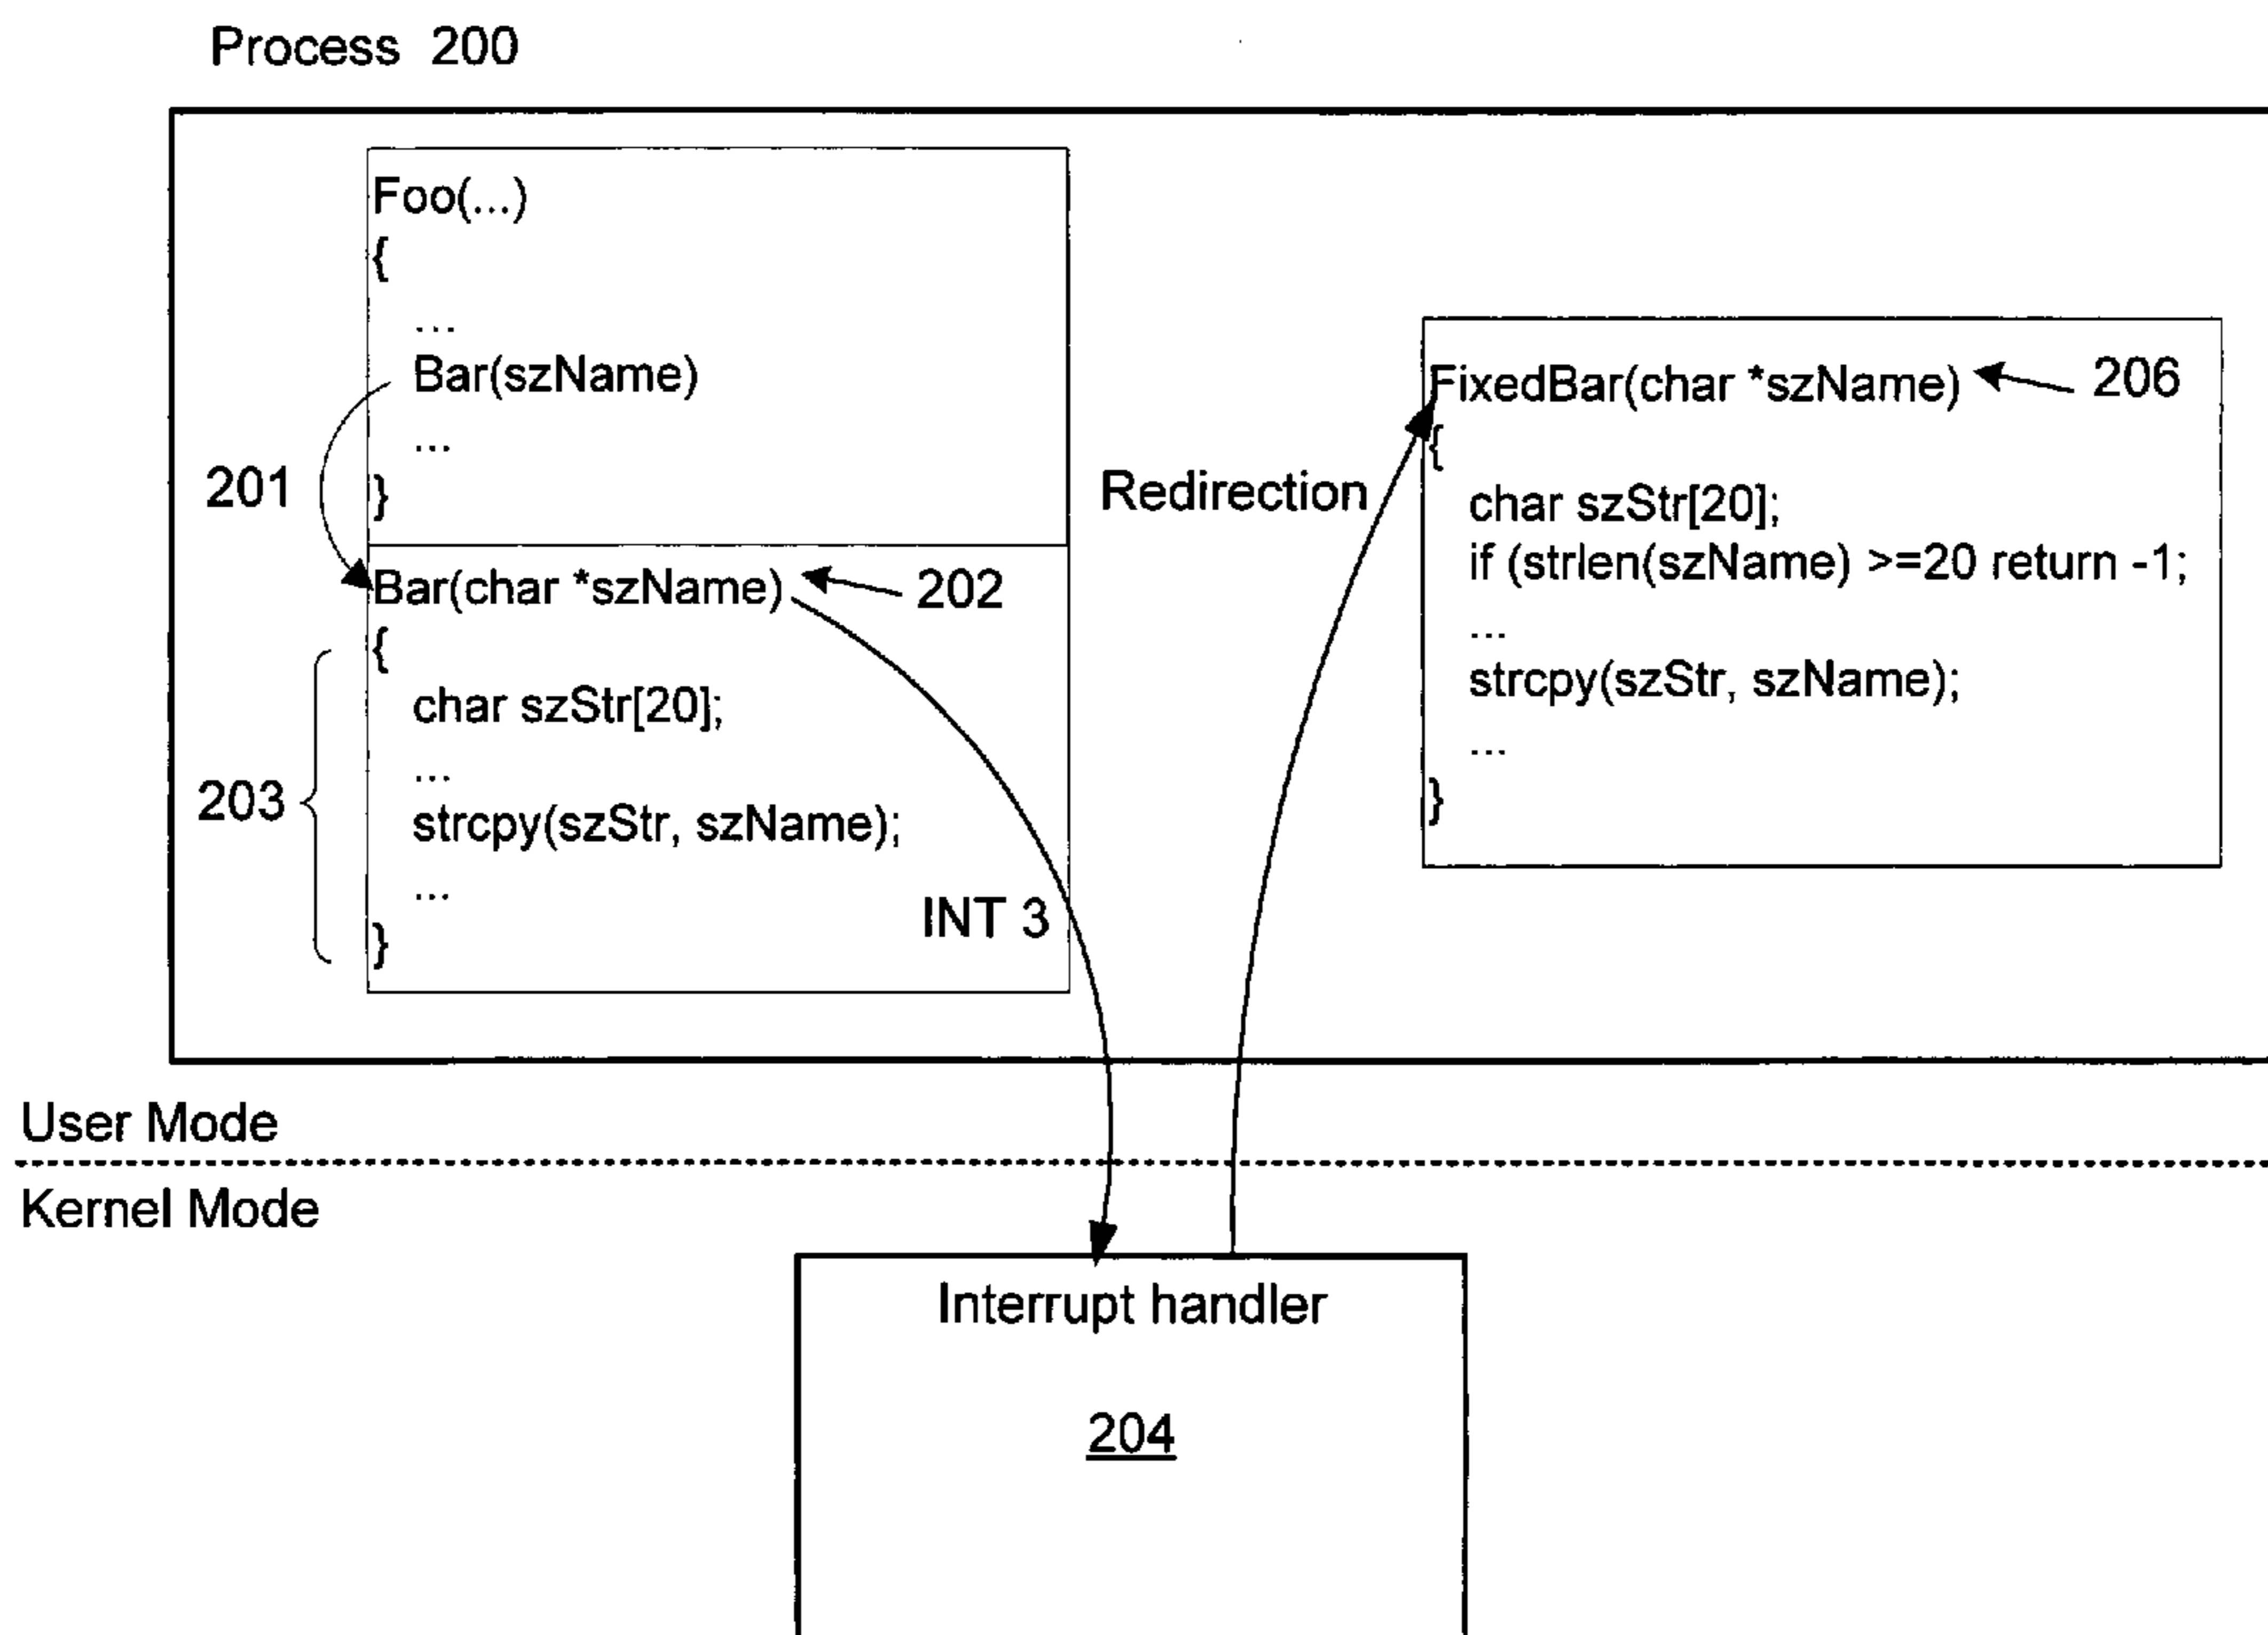 Process 200
Foo(...)
{
...
Bar(szName)
...
}
201
Bar(char *szName)
202
{
char szStr[20];
...
strcpy(szStr, szName);
...
}
203
INT 3
Redirection
FixedBar(char *szName)
206
{
char szStr[20];
if (strlen(szName) >=20 return -1;
...
strcpy(szStr, szName);
...
}
User Mode
Kernel Mode
Interrupt handler
204